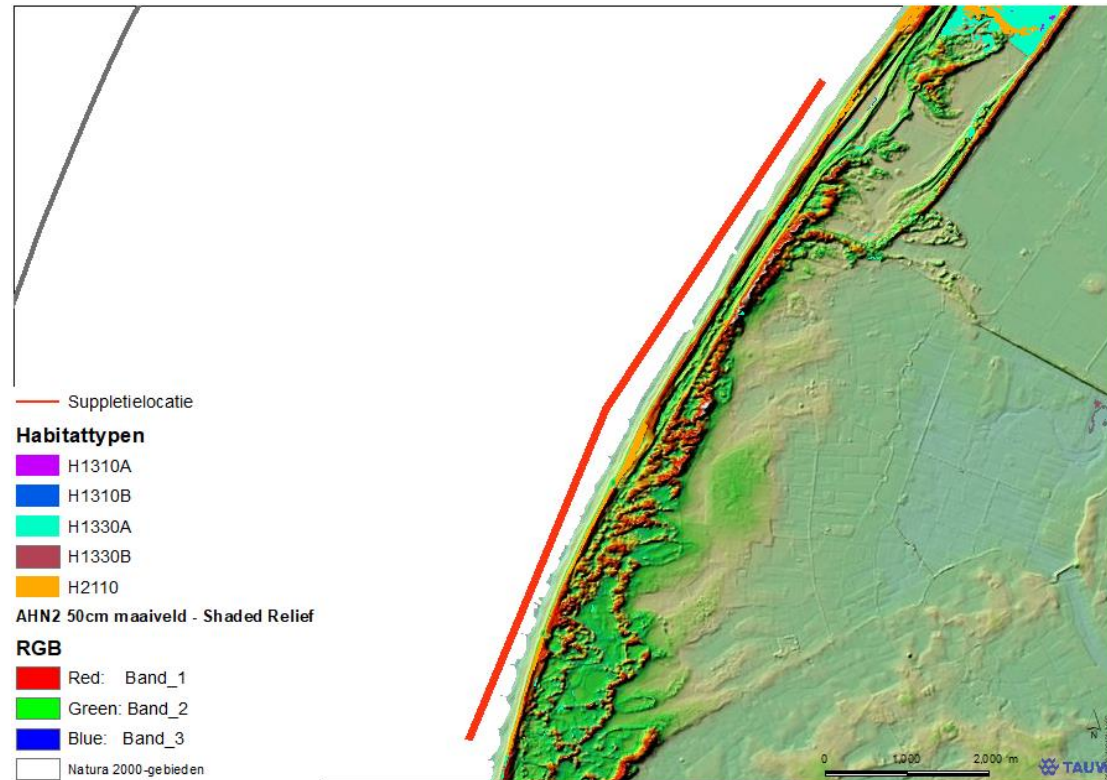 Suppletielocatie
Habitattypen
H1310A
H1310B
H1330A
H1330B
H2110
AHN2 50cm maaiveld - Shaded Relief
RGB
Red: Band_1
Green: Band_2
Blue: Band_3
Natura 2000-gebieden
0 1,000 2,000 m
N
TAUW